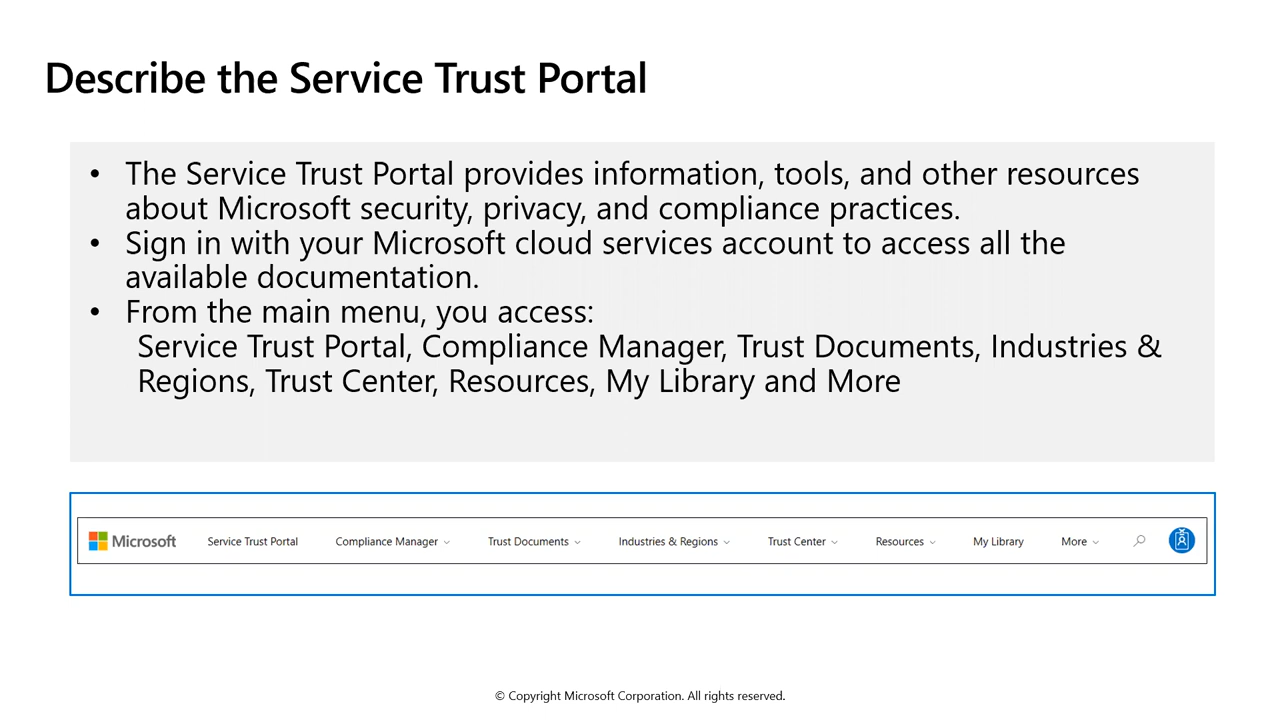 Describe the Service Trust Portal
• The Service Trust Portal provides information, tools, and other resources
about Microsoft security, privacy, and compliance practices.
• Sign in with your Microsoft cloud services account to access all the
available documentation.
• From the main menu, you access:
Service Trust Portal, Compliance Manager, Trust Documents, Industries &
Regions, Trust Center, Resources, My Library and More
Microsoft Service Trust Portal Compliance Manager Trust Documents Industries & Regions Trust Center Resources My Library More
© Copyright Microsoft Corporation. All rights reserved.